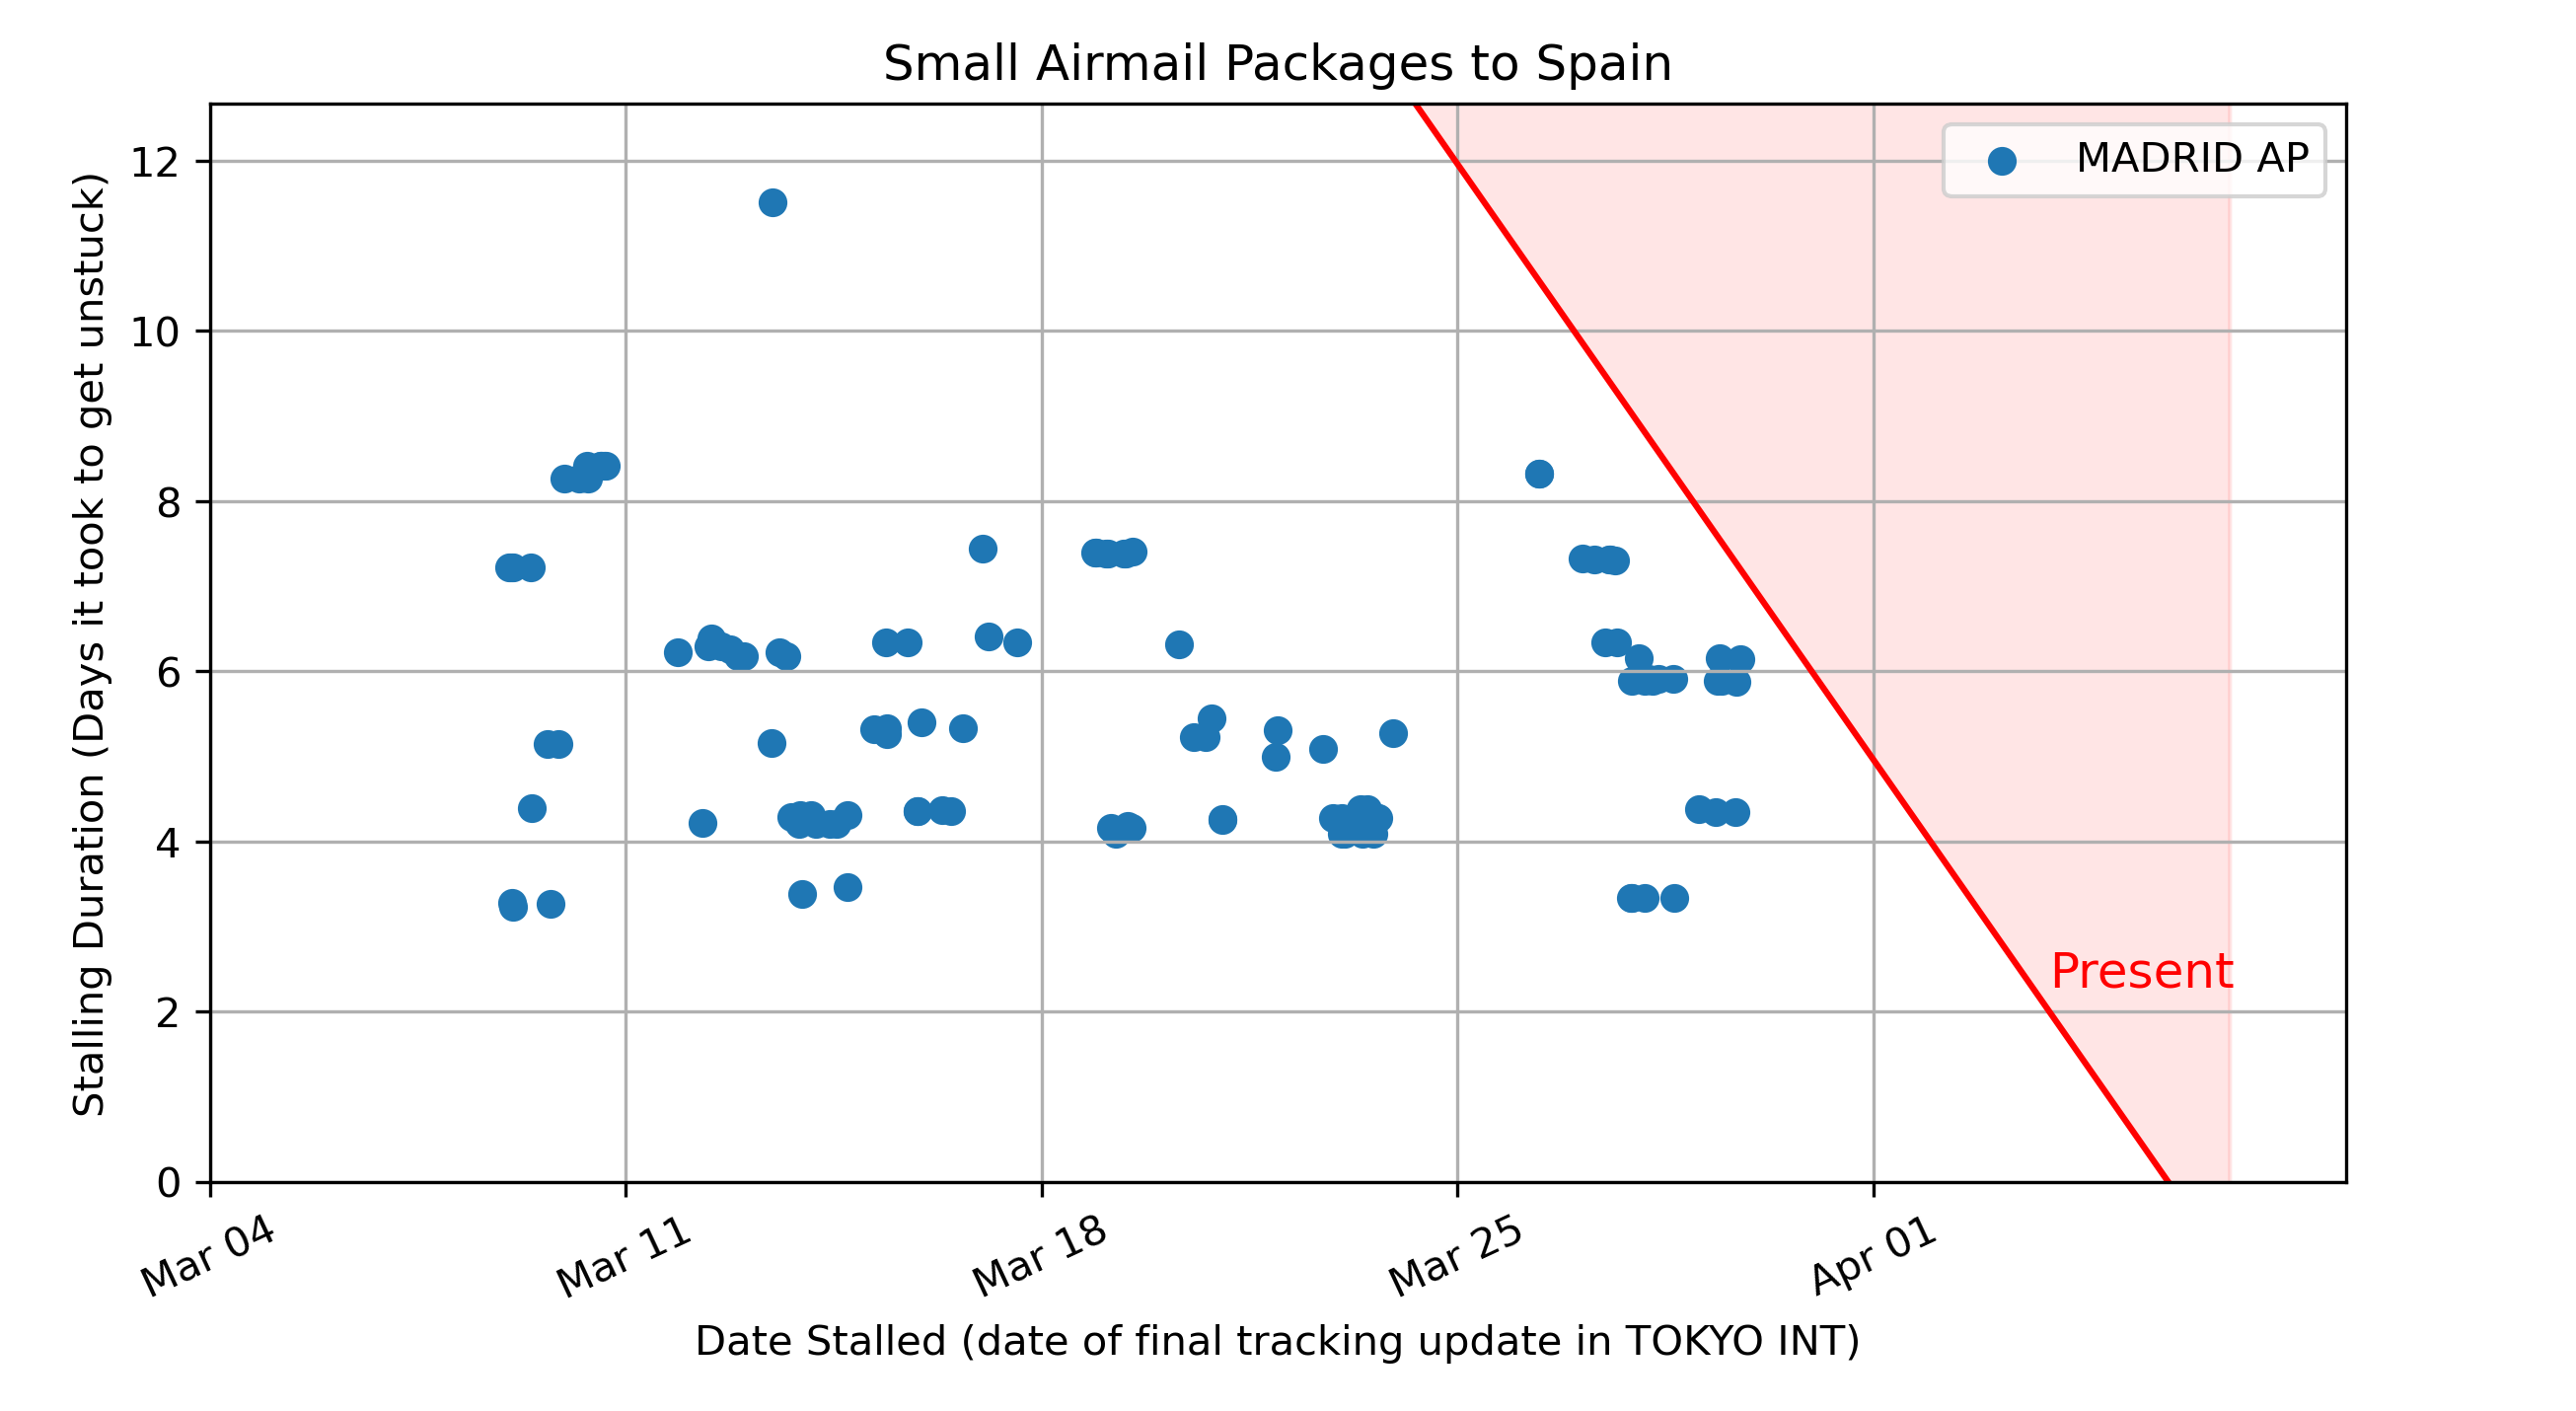 Small Airmail Packages to Spain
MADRID AP
Stalling Duration (Days it took to get unstuck)
12
10
8
6
4
2
0
Present
Mar 04
Mar 11
Mar 18
Mar 25
Apr 01
Date Stalled (date of final tracking update in TOKYO INT)